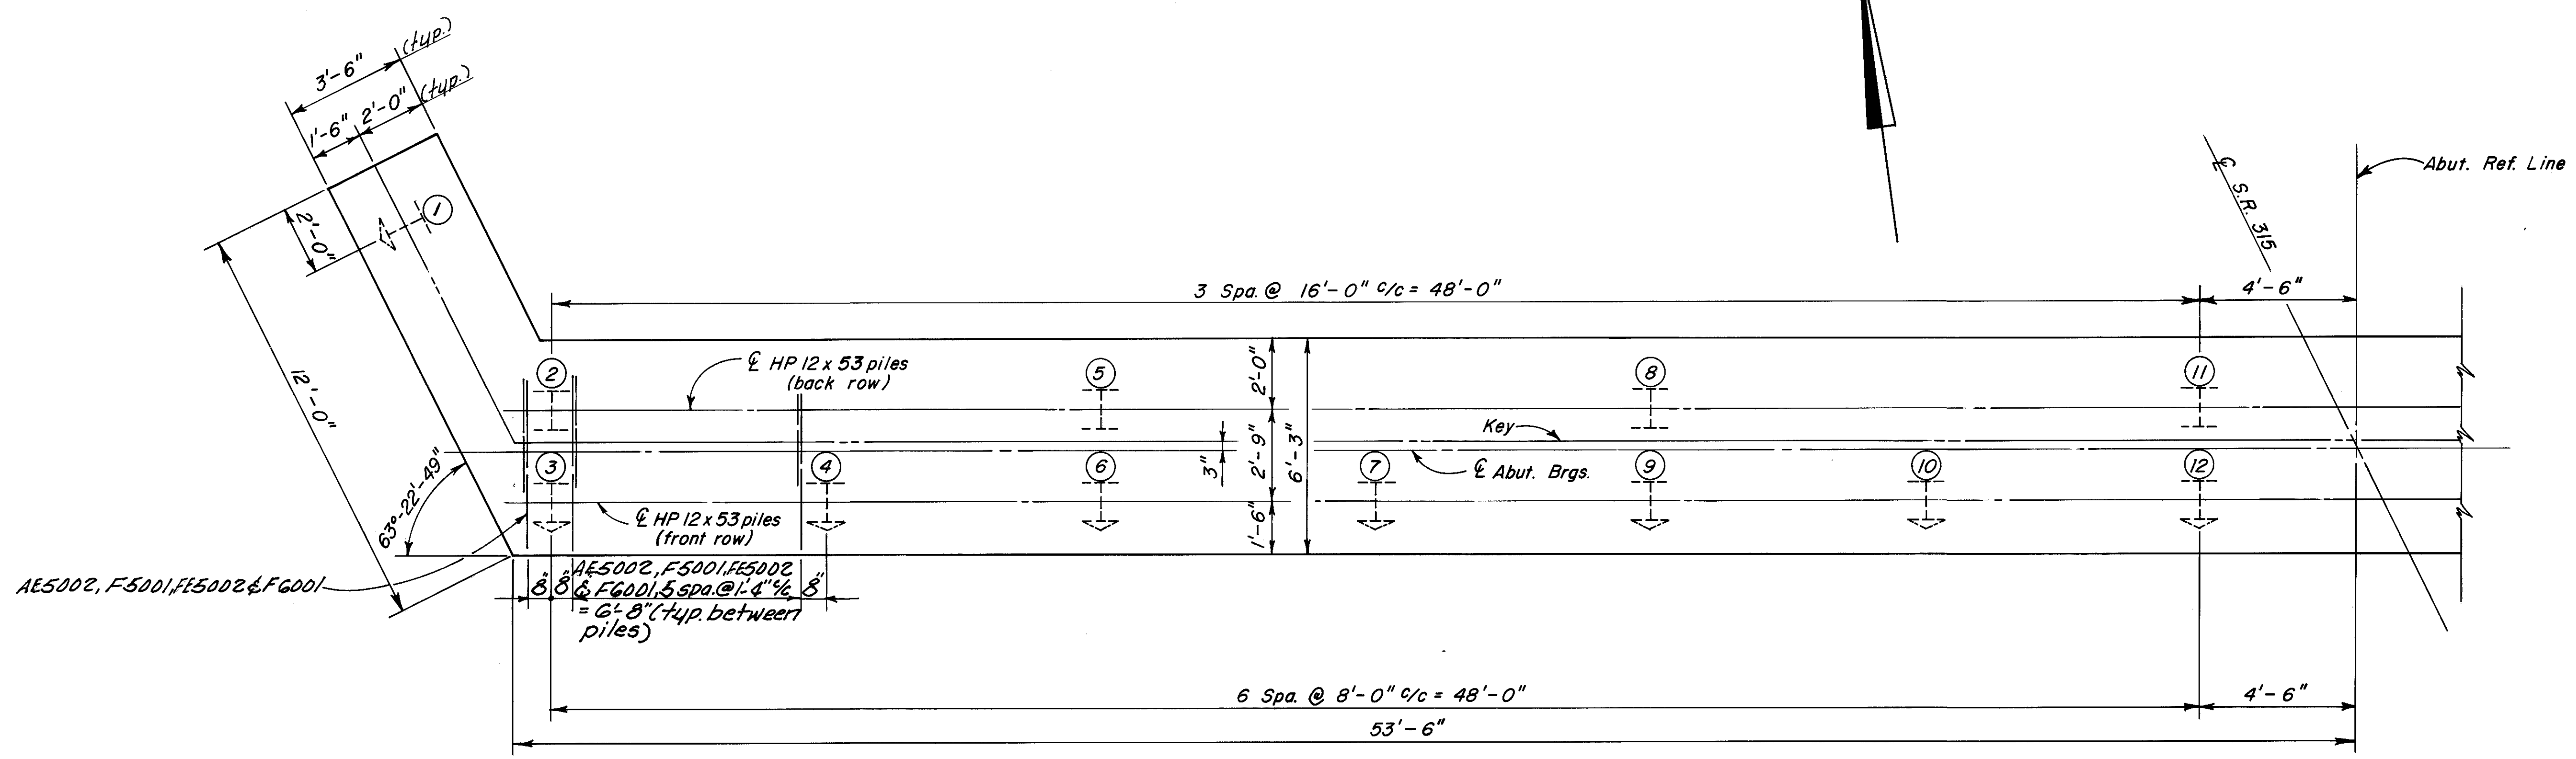 3'-6" (typ.)
1'-6" 2'-0" (typ.)
2'-0"
1
12'-0"
63°-22'-49"
℄ S.R. 315
Abut. Ref. Line
3 Spa. @ 16'-0" c/c = 48'-0"
4'-6"
2
℄ HP 12 x 53 piles
(back row)
5
2'-0"
8
11
Key
3
4
6
3"
2'-9"
6'-3"
7
℄ Abut. Brgs.
9
10
12
℄ HP 12 x 53 piles
(front row)
1'-6"
AE5002, F5001, FE5002 & F6001
8" 8"
AE5002, F5001, FE5002
& F6001, 5 spa. @ 1'-4" c/c
= 6'-8" (typ. between
piles)
8"
6 Spa. @ 8'-0" c/c = 48'-0"
4'-6"
53'-6"